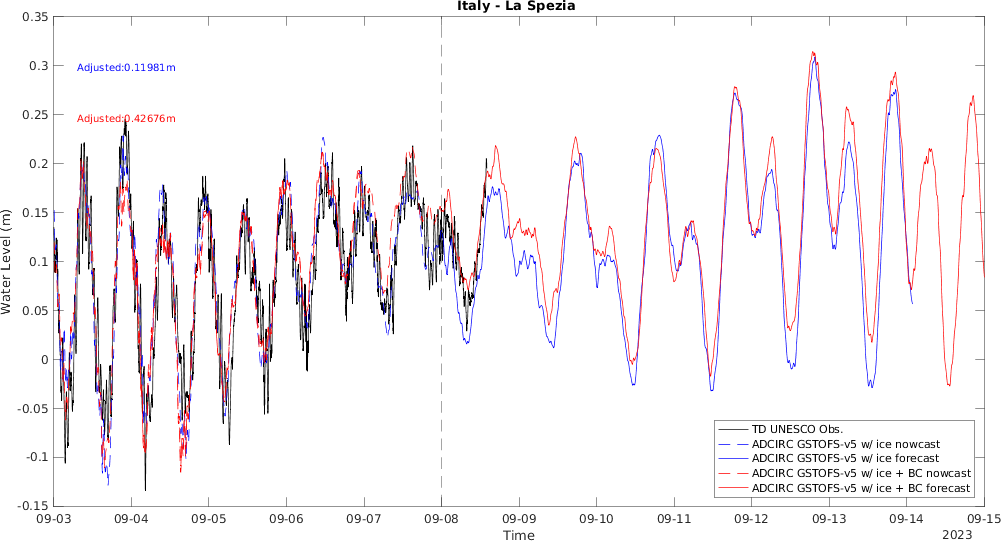 Italy - La Spezia
0.35
0.3
0.25
0.2
0.15
0.1
0.05
0
-0.05
-0.1
-0.15
Water Level (m)
Adjusted:0.11981m
Adjusted:0.42676m
TD UNESCO Obs.
ADCIRC GSTOFS-v5 w/ ice nowcast
ADCIRC GSTOFS-v5 w/ ice forecast
ADCIRC GSTOFS-v5 w/ ice + BC nowcast
ADCIRC GSTOFS-v5 w/ ice + BC forecast
09-03 09-04 09-05 09-06 09-07 09-08 09-09 09-10 09-11 09-12 09-13 09-14 09-15
Time
2023